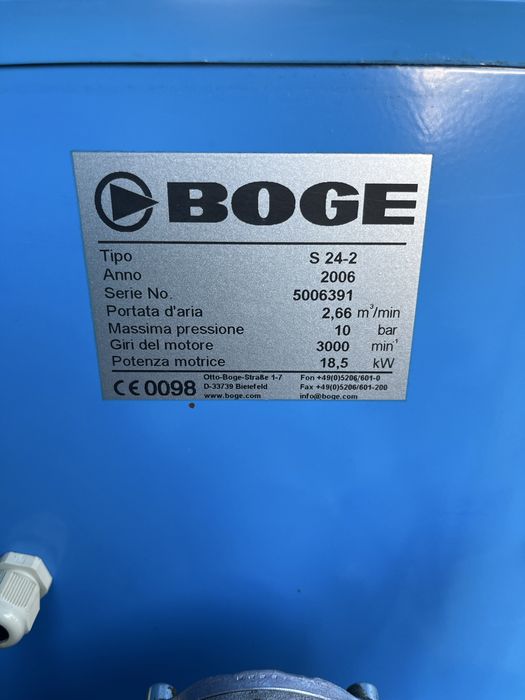 BOGE
Tipo S 24-2
Anno 2006
Serie No. 5006391
Portata d'aria 2,66 m³/min
Massima pressione 10 bar
Giri del motore 3000 min¹
Potenza motrice 18,5 kW
CE 0098
Otto-Boge-Straße 1-7 Fon +49(0)5206/601-0
D-33739 Bielefeld Fax +49(0)5206/601-200
www.boge.com info@boge.com